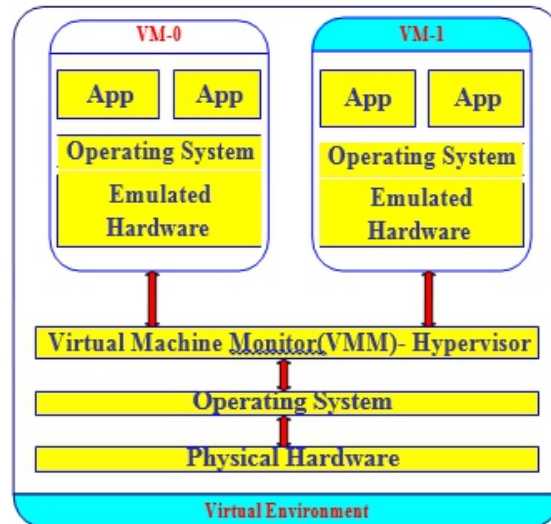 VM-0
VM-1
App App
App App
Operating System
Operating System
Emulated
Hardware
Emulated
Hardware
Virtual Machine Monitor(VMM)- Hypervisor
Operating System
Physical Hardware
Virtual Environment